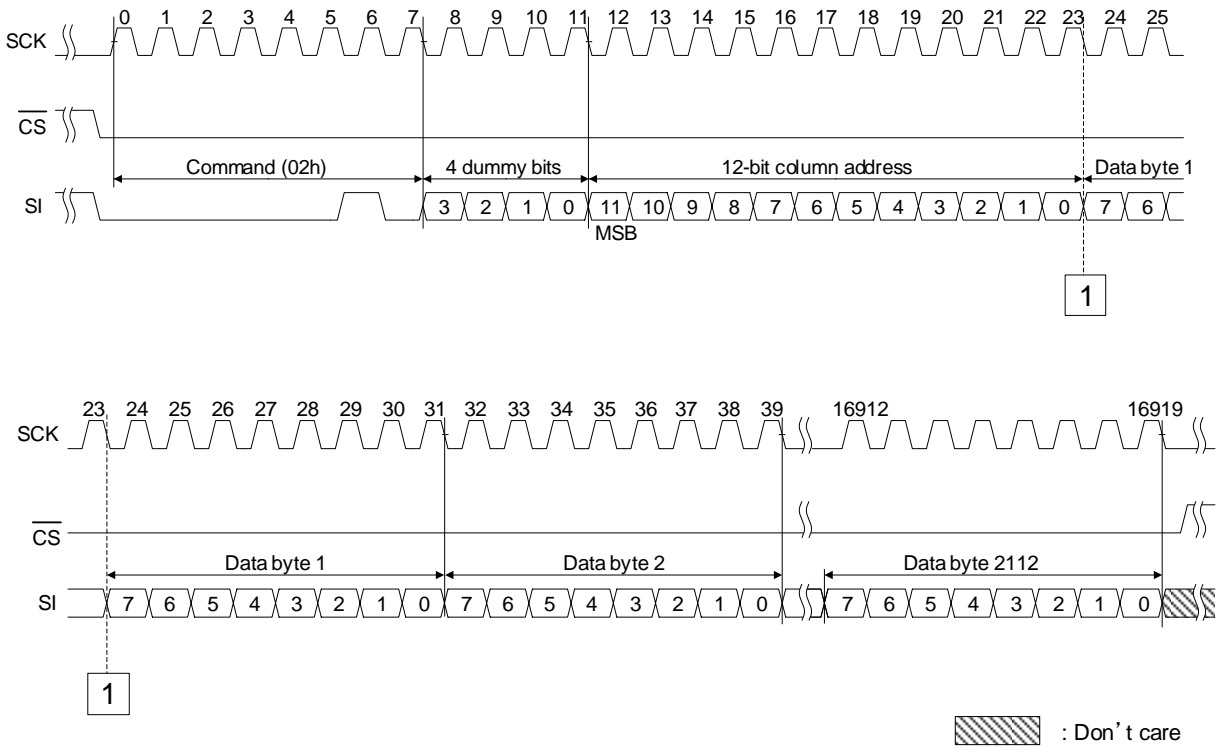 0 1 2 3 4 5 6 7 8 9 10 11 12 13 14 15 16 17 18 19 20 21 22 23 24 25
SCK
CS
Command (02h) 4 dummy bits 12-bit column address Data byte 1
SI 3 2 1 0 11 10 9 8 7 6 5 4 3 2 1 0 7 6
MSB
1
23 24 25 26 27 28 29 30 31 32 33 34 35 36 37 38 39 16912 16919
SCK
CS
Data byte 1 Data byte 2 Data byte 2112
SI 7 6 5 4 3 2 1 0 7 6 5 4 3 2 1 0 7 6 5 4 3 2 1 0
1
: Don't care